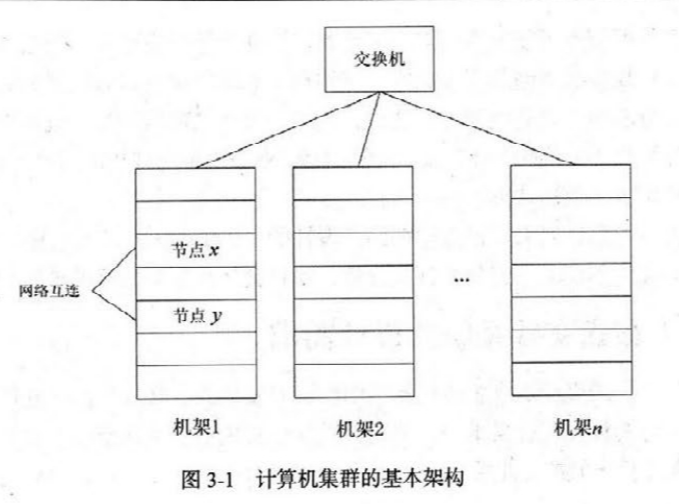 交换机
节点 x
网络互连
节点 y
...
机架1
机架2
机架n
图 3-1 计算机集群的基本架构